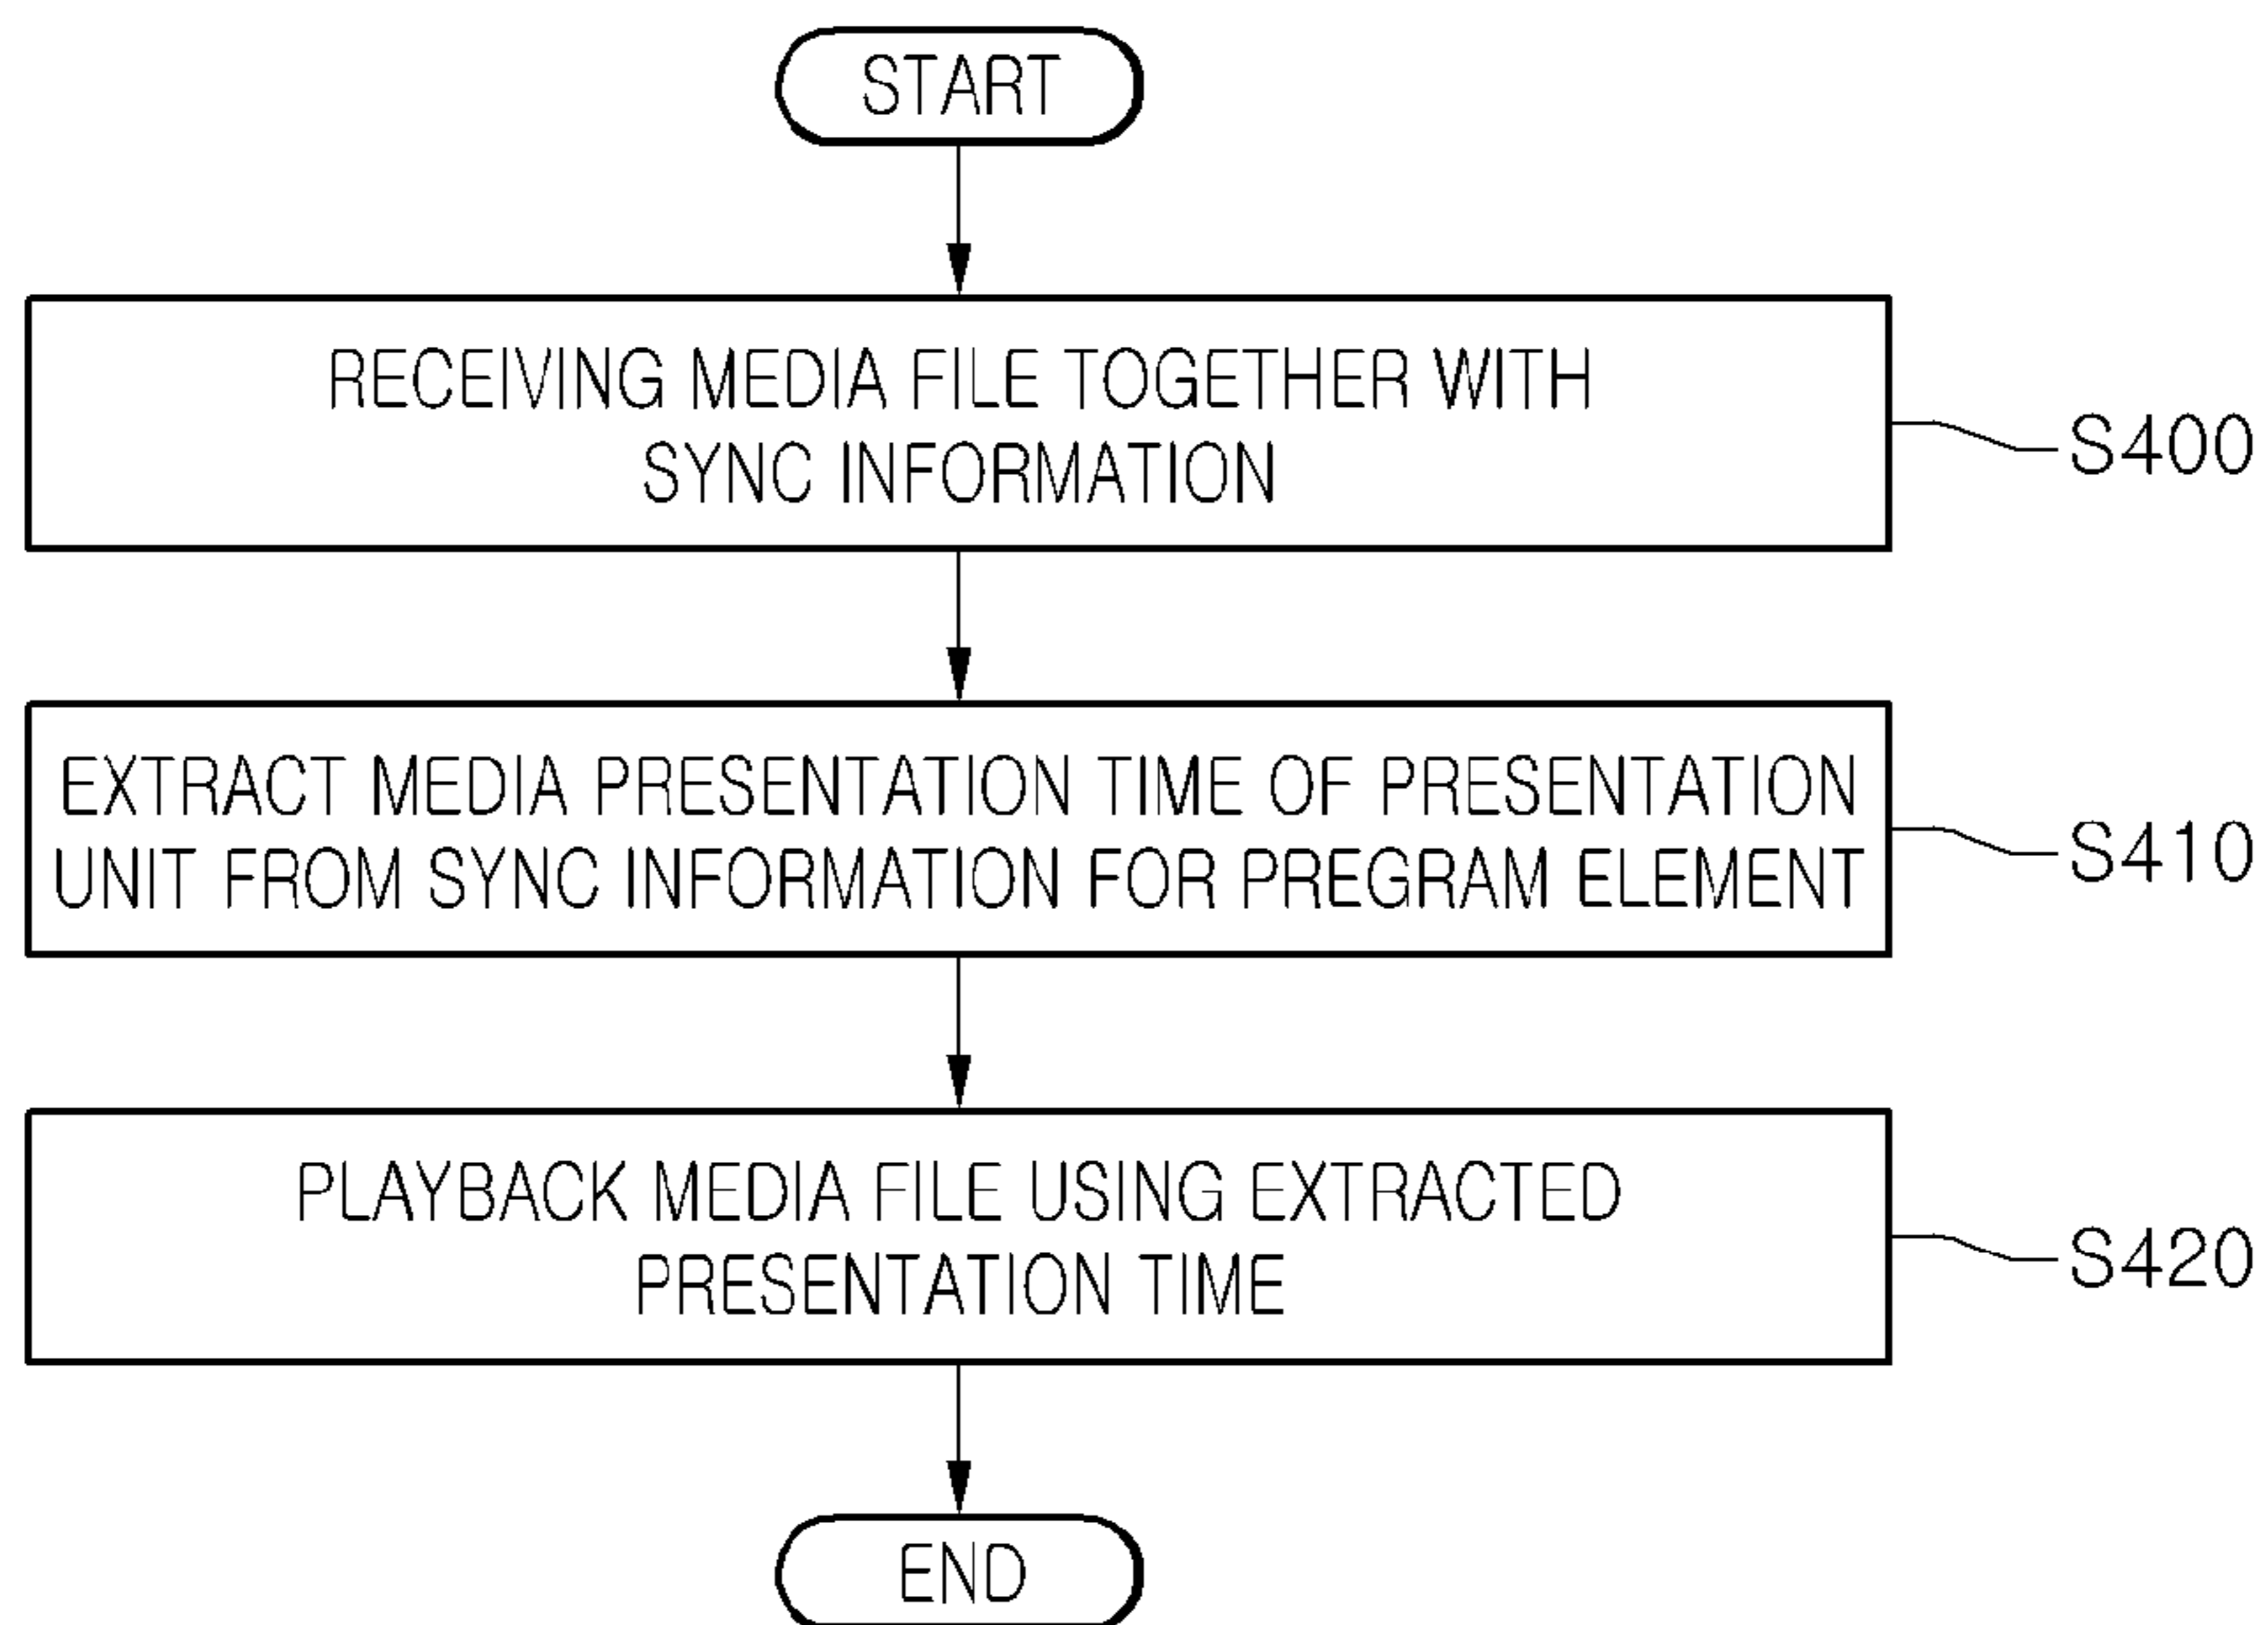 START
RECEIVING MEDIA FILE TOGETHER WITH
SYNC INFORMATION
S400
EXTRACT MEDIA PRESENTATION TIME OF PRESENTATION
UNIT FROM SYNC INFORMATION FOR PREGRAM ELEMENT
S410
PLAYBACK MEDIA FILE USING EXTRACTED
PRESENTATION TIME
S420
END